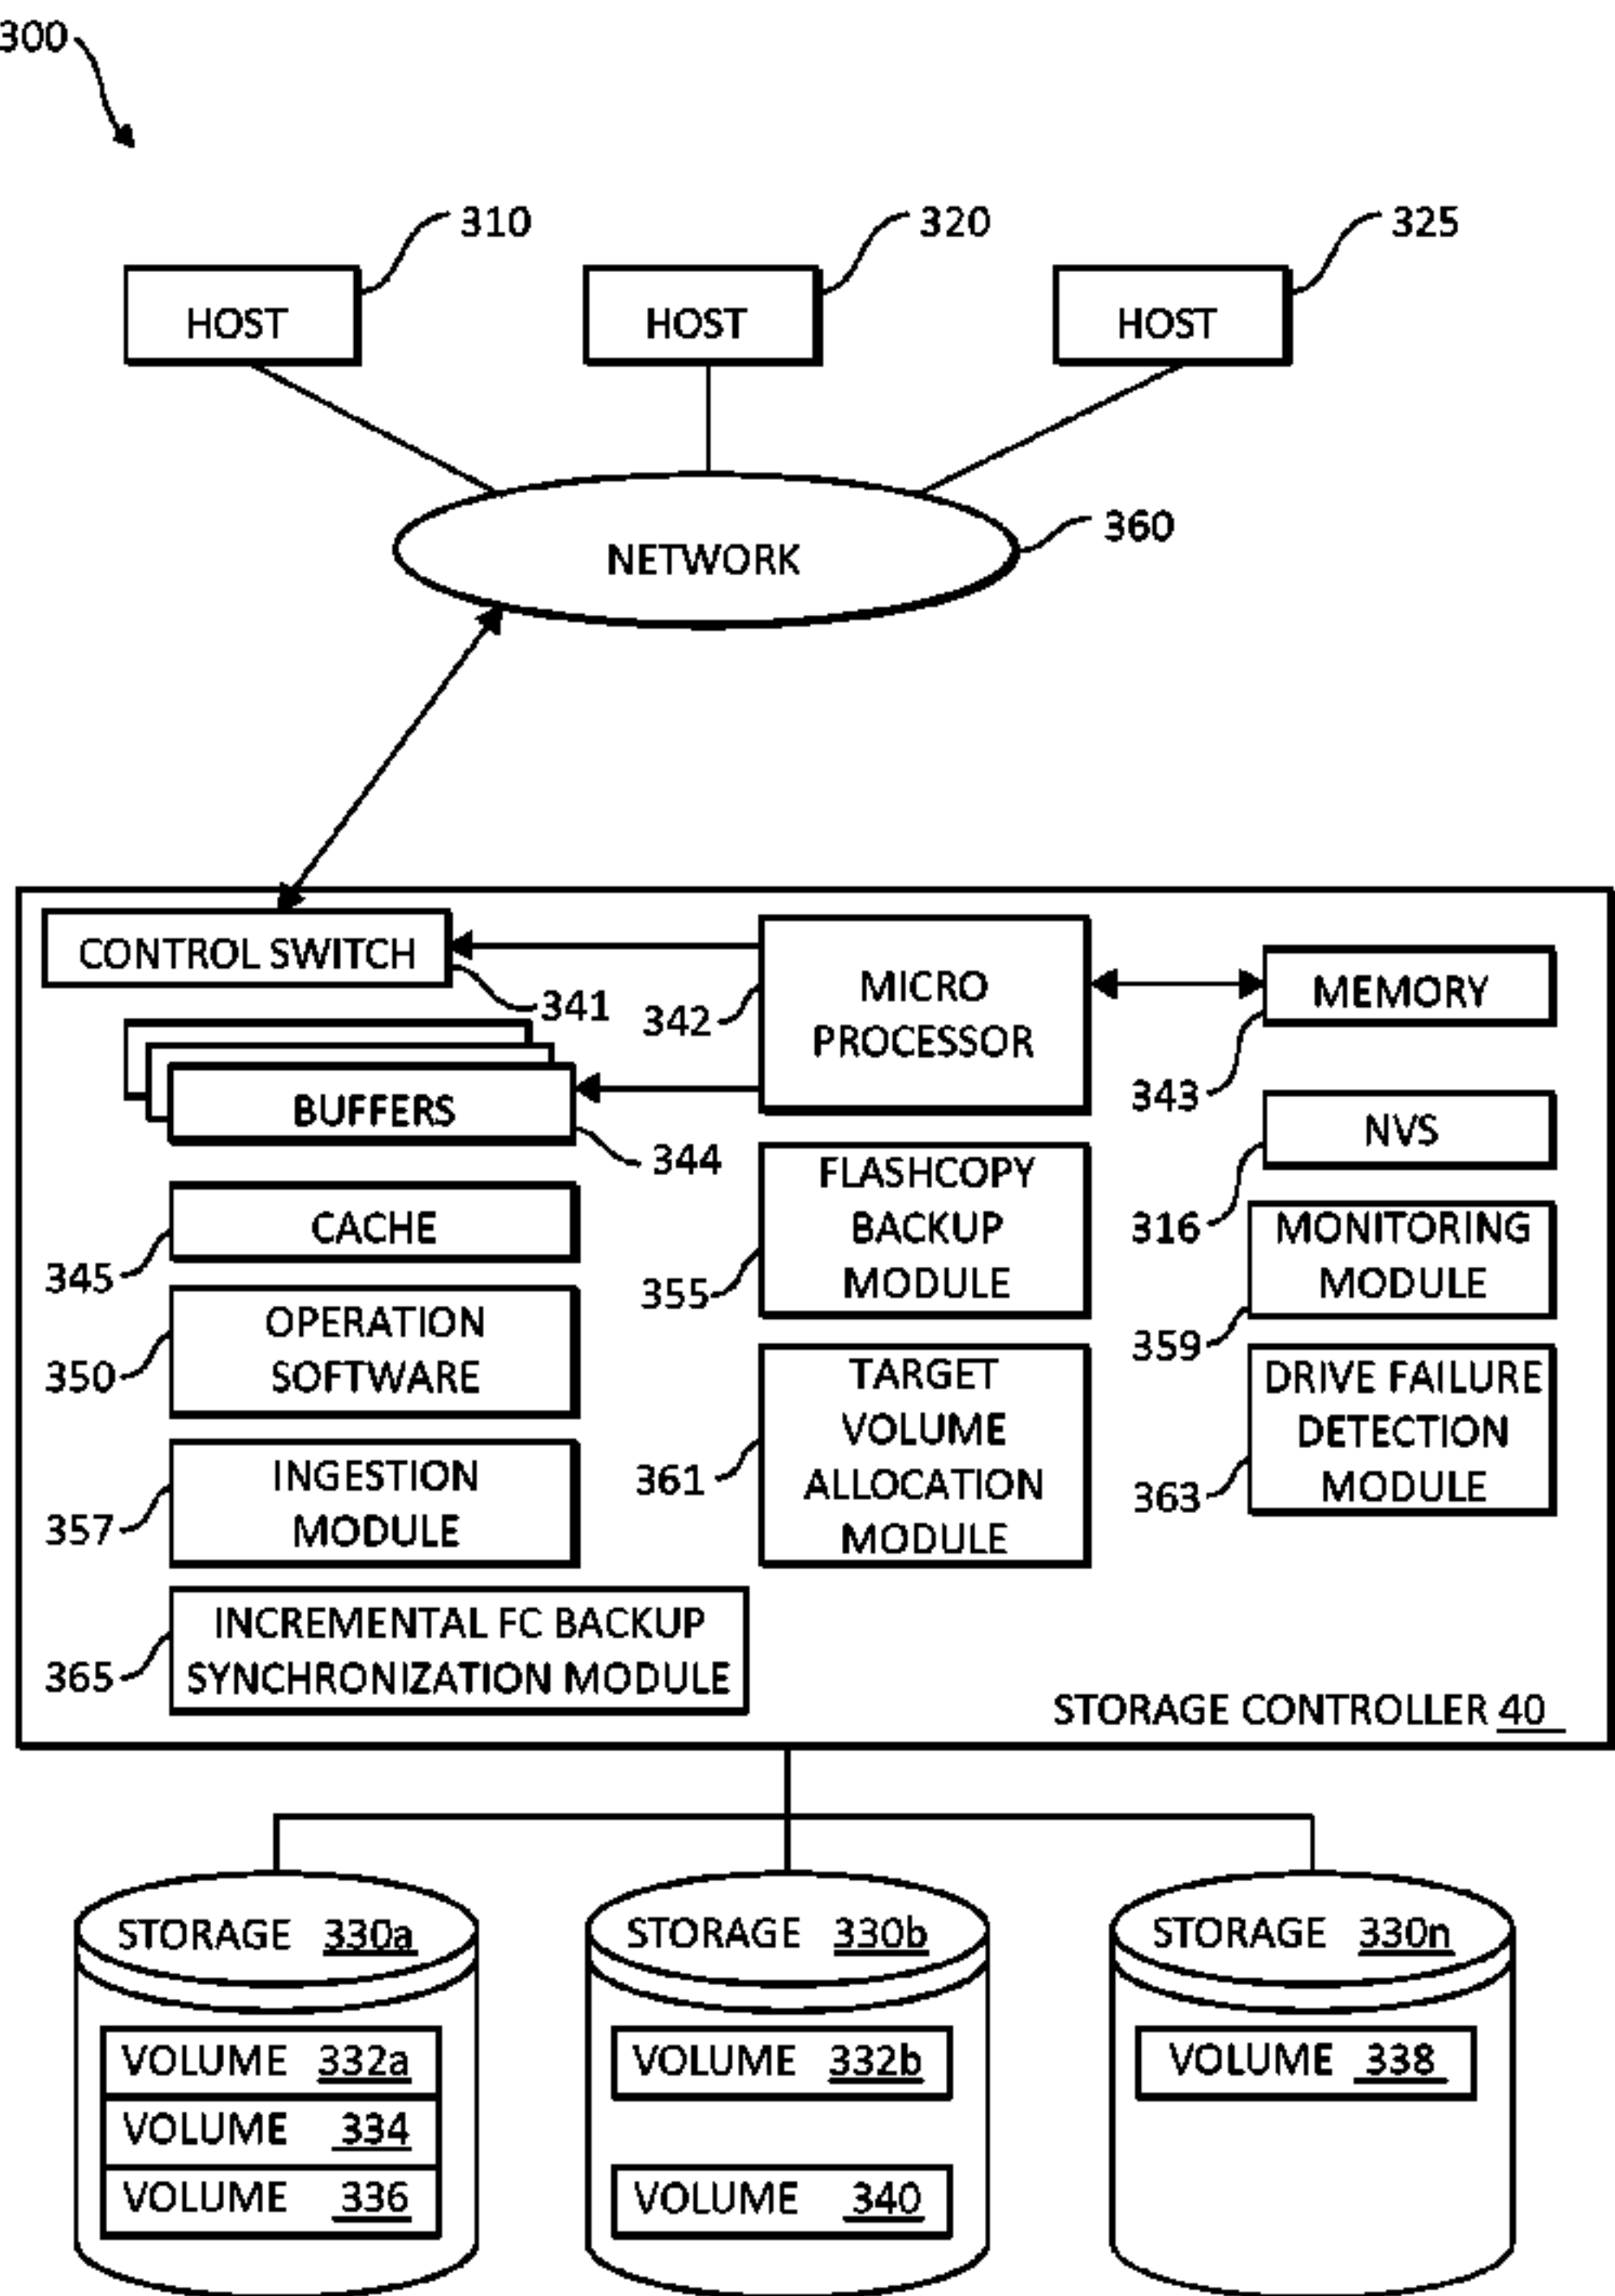 300
310
320
325
HOST
HOST
HOST
360
NETWORK
CONTROL SWITCH
341
342
MICRO
PROCESSOR
MEMORY
343
BUFFERS
344
NVS
316
CACHE
345
FLASHCOPY
BACKUP
MODULE
355
MONITORING
MODULE
359
OPERATION
SOFTWARE
350
TARGET
VOLUME
ALLOCATION
MODULE
361
DRIVE FAILURE
DETECTION
MODULE
363
INGESTION
MODULE
357
INCREMENTAL FC BACKUP
SYNCHRONIZATION MODULE
365
STORAGE CONTROLLER 40
STORAGE 330a
VOLUME 332a
VOLUME 334
VOLUME 336
STORAGE 330b
VOLUME 332b
VOLUME 340
STORAGE 330n
VOLUME 338